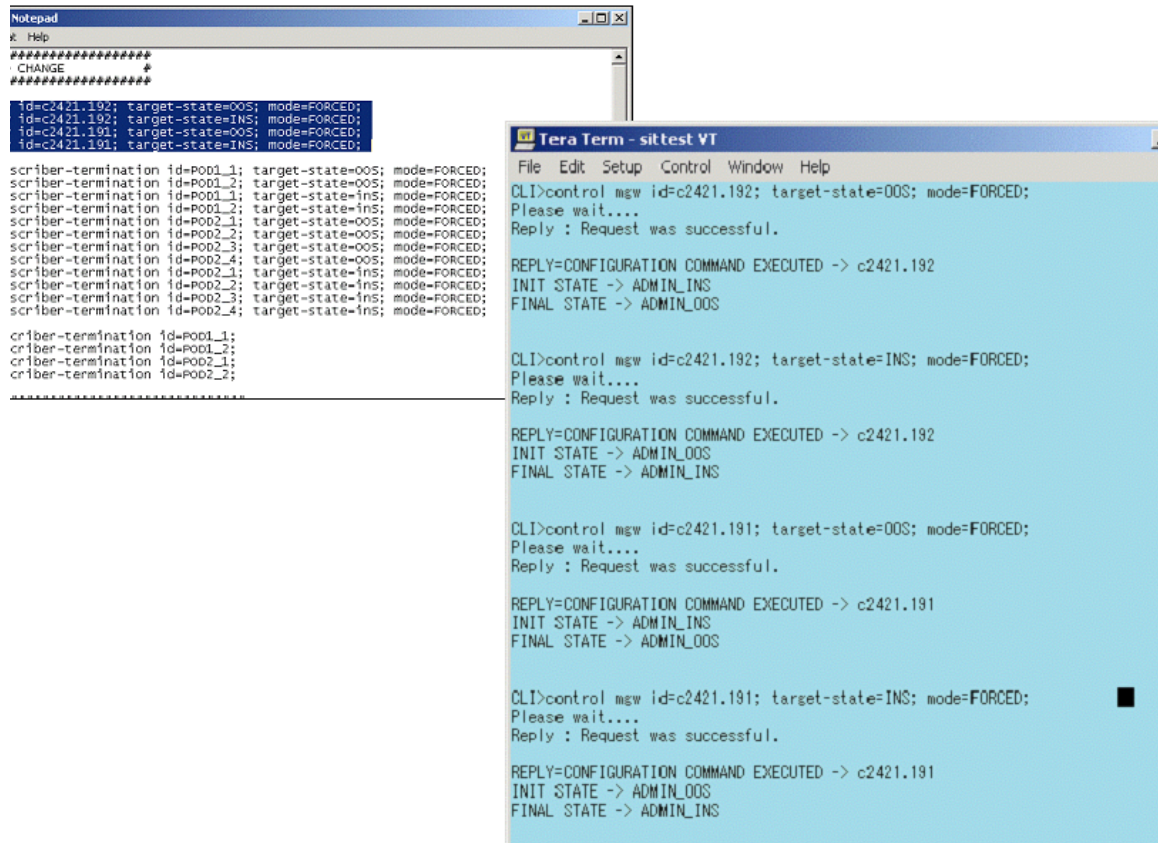 Notepad
Help
##################
CHANGE #
##################
id=c2421.192; target-state=OOS; mode=FORCED;
id=c2421.192; target-state=INS; mode=FORCED;
id=c2421.191; target-state=OOS; mode=FORCED;
id=c2421.191; target-state=INS; mode=FORCED;
scriber-termination id=POD1_1; target-state=OOS; mode=FORCED;
scriber-termination id=POD1_2; target-state=OOS; mode=FORCED;
scriber-termination id=POD1_1; target-state=inS; mode=FORCED;
scriber-termination id=POD1_2; target-state=inS; mode=FORCED;
scriber-termination id=POD2_1; target-state=OOS; mode=FORCED;
scriber-termination id=POD2_2; target-state=OOS; mode=FORCED;
scriber-termination id=POD2_3; target-state=OOS; mode=FORCED;
scriber-termination id=POD2_4; target-state=OOS; mode=FORCED;
scriber-termination id=POD2_1; target-state=inS; mode=FORCED;
scriber-termination id=POD2_2; target-state=inS; mode=FORCED;
scriber-termination id=POD2_3; target-state=inS; mode=FORCED;
scriber-termination id=POD2_4; target-state=inS; mode=FORCED;
criber-termination id=POD1_1;
criber-termination id=POD1_2;
criber-termination id=POD2_1;
criber-termination id=POD2_2;
Tera Term - sittest VT
File Edit Setup Control Window Help
CLI>control mgw id=c2421.192; target-state=OOS; mode=FORCED;
Please wait....
Reply : Request was successful.
REPLY=CONFIGURATION COMMAND EXECUTED -> c2421.192
INIT STATE -> ADMIN_INS
FINAL STATE -> ADMIN_OOS
CLI>control mgw id=c2421.192; target-state=INS; mode=FORCED;
Please wait....
Reply : Request was successful.
REPLY=CONFIGURATION COMMAND EXECUTED -> c2421.192
INIT STATE -> ADMIN_OOS
FINAL STATE -> ADMIN_INS
CLI>control mgw id=c2421.191; target-state=OOS; mode=FORCED;
Please wait....
Reply : Request was successful.
REPLY=CONFIGURATION COMMAND EXECUTED -> c2421.191
INIT STATE -> ADMIN_INS
FINAL STATE -> ADMIN_OOS
CLI>control mgw id=c2421.191; target-state=INS; mode=FORCED;
Please wait....
Reply : Request was successful.
REPLY=CONFIGURATION COMMAND EXECUTED -> c2421.191
INIT STATE -> ADMIN_OOS
FINAL STATE -> ADMIN_INS